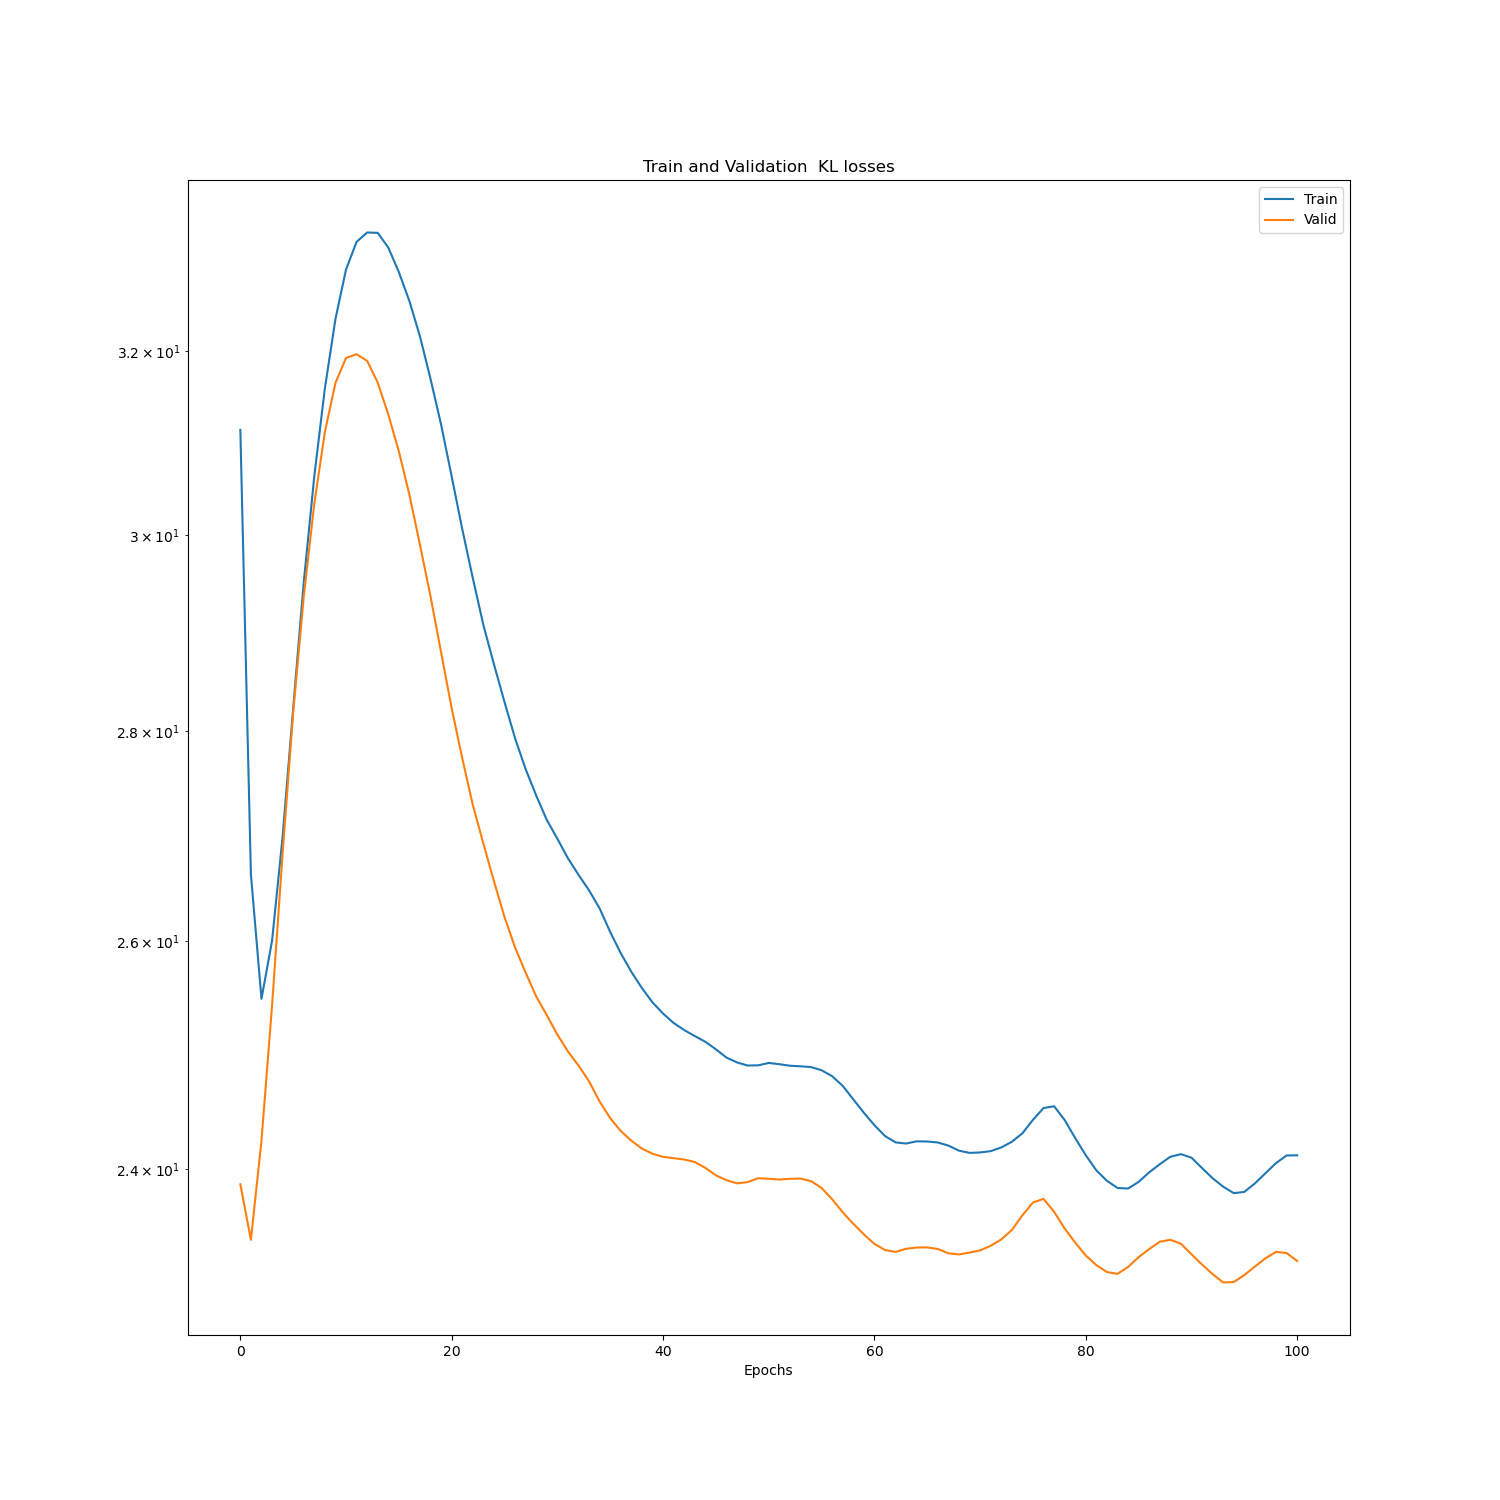 Train and Validation  KL losses
Train
Valid
3.2 × 10¹
3 × 10¹
2.8 × 10¹
2.6 × 10¹
2.4 × 10¹
0 20 40 60 80 100
Epochs